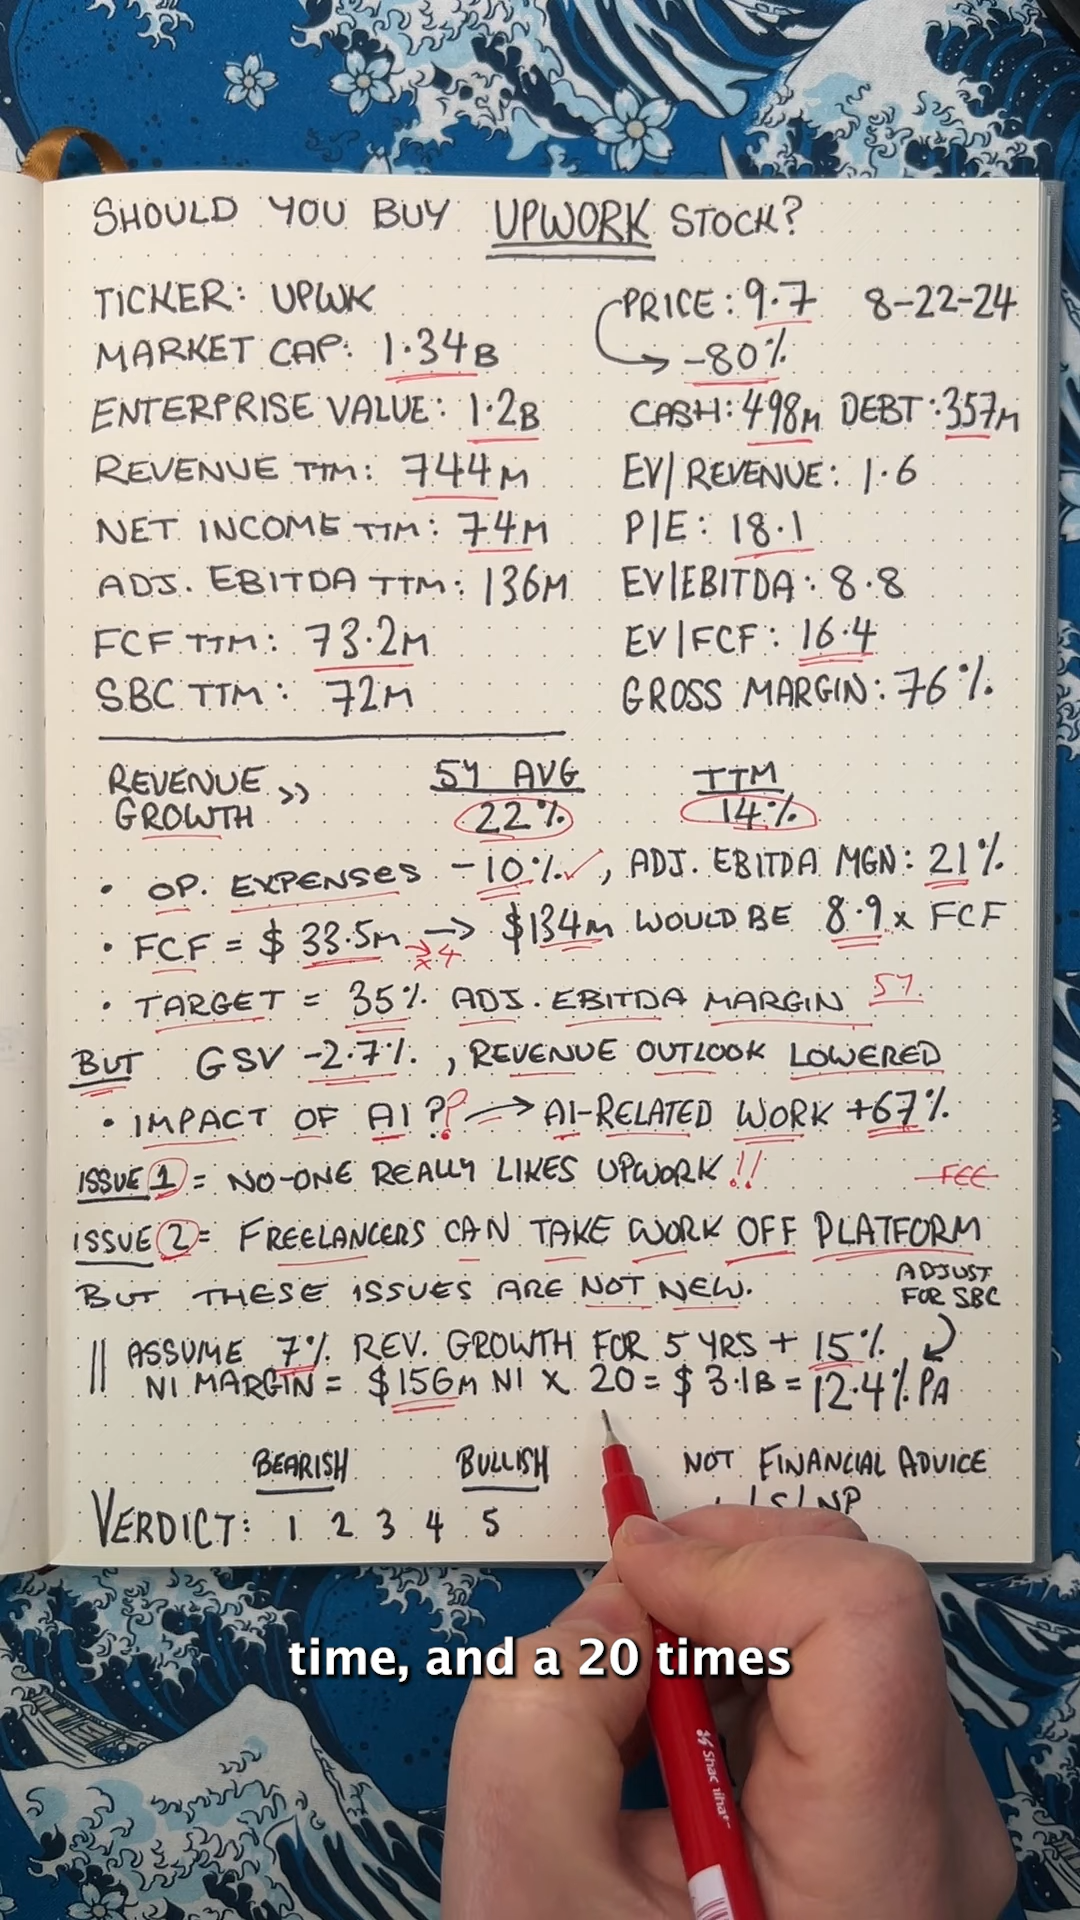 SHOULD YOU BUY UPWORK STOCK?
TICKER: UPWK
PRICE: 9.7 8-22-24
MARKET CAP: 1.34B
-80%
ENTERPRISE VALUE: 1.2B
CASH: 498M DEBT: 357M
REVENUE TTM: 744M
EV/REVENUE: 1.6
NET INCOME TTM: 74M
P/E: 18.1
ADJ. EBITDA TTM: 136M
EV/EBITDA: 8.8
FCF TTM: 73.2M
EV/FCF: 16.4
SBC TTM: 72M
GROSS MARGIN: 76%
REVENUE GROWTH >>
5Y AVG
22%
TTM
14%
• OP. EXPENSES -10% ✓, ADJ. EBITDA MGN: 21%
• FCF = $33.5M → $134M WOULD BE 8.9x FCF
x4
• TARGET = 35% ADJ. EBITDA MARGIN 5Y
BUT GSV -2.7%, REVENUE OUTLOOK LOWERED
• IMPACT OF AI?? → AI-RELATED WORK +67%
ISSUE 1 = NO-ONE REALLY LIKES UPWORK!!
ISSUE 2 = FREELANCERS CAN TAKE WORK OFF PLATFORM
BUT THESE ISSUES ARE NOT NEW.
ADJUST
FOR SBC
|| ASSUME 7% REV. GROWTH FOR 5 YRS + 15%
NI MARGIN = $156M NI X 20 = $3.1B = 12.4% PA
BEARISH BULLISH
NOT FINANCIAL ADVICE
VERDICT: 1 2 3 4 5
time, and a 20 times